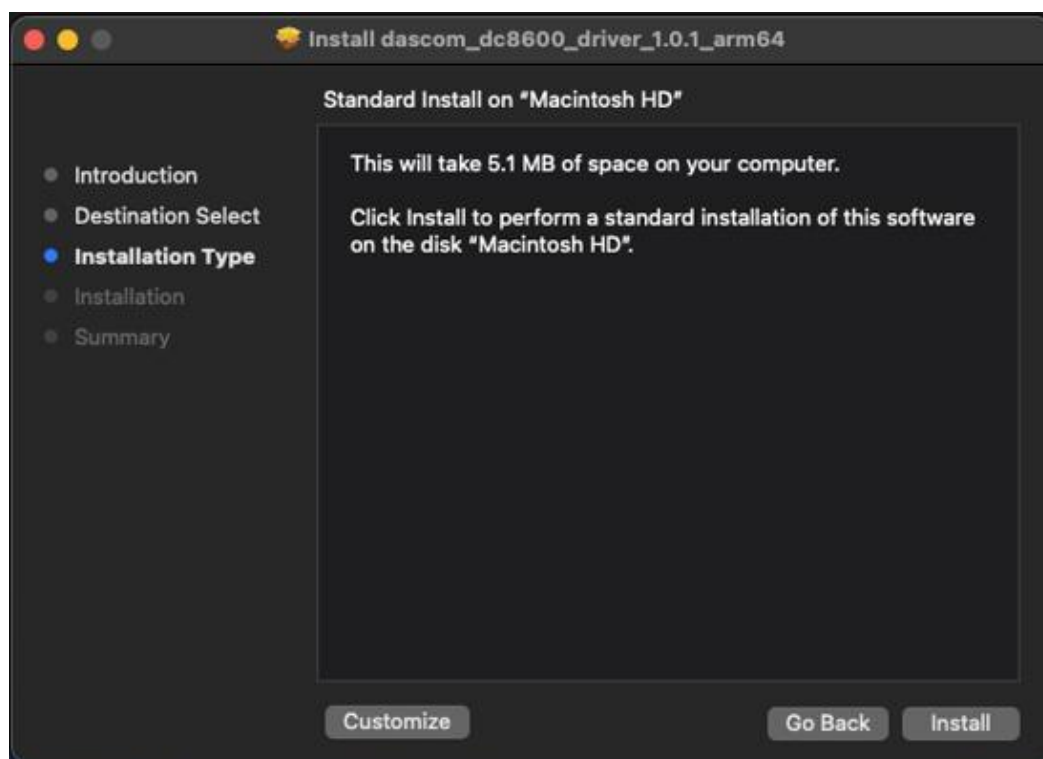 Install dascom_dc8600_driver_1.0.1_arm64
Standard Install on “Macintosh HD”
Introduction
Destination Select
Installation Type
Installation
Summary
This will take 5.1 MB of space on your computer.
Click Install to perform a standard installation of this software
on the disk “Macintosh HD”.
Customize
Go Back
Install